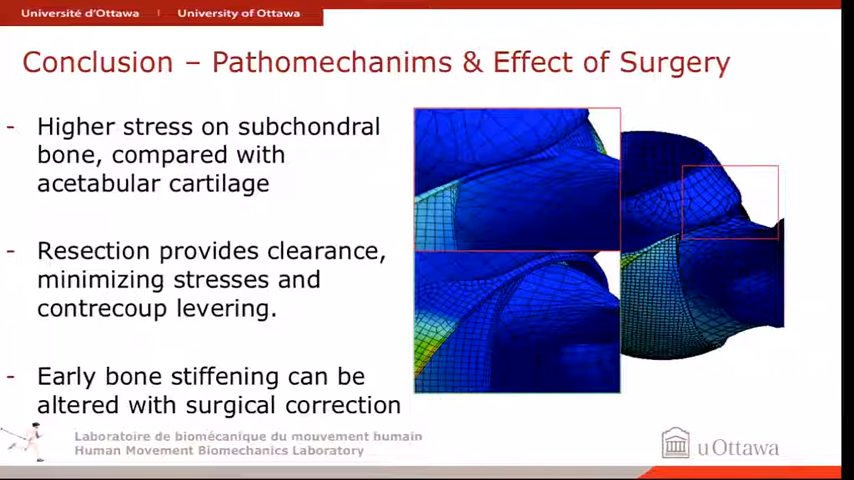 Université d'Ottawa | University of Ottawa
Conclusion – Pathomechanims & Effect of Surgery
- Higher stress on subchondral
bone, compared with
acetabular cartilage
- Resection provides clearance,
minimizing stresses and
contrecoup levering.
- Early bone stiffening can be
altered with surgical correction
Laboratoire de biomécanique du mouvement humain
Human Movement Biomechanics Laboratory
uOttawa